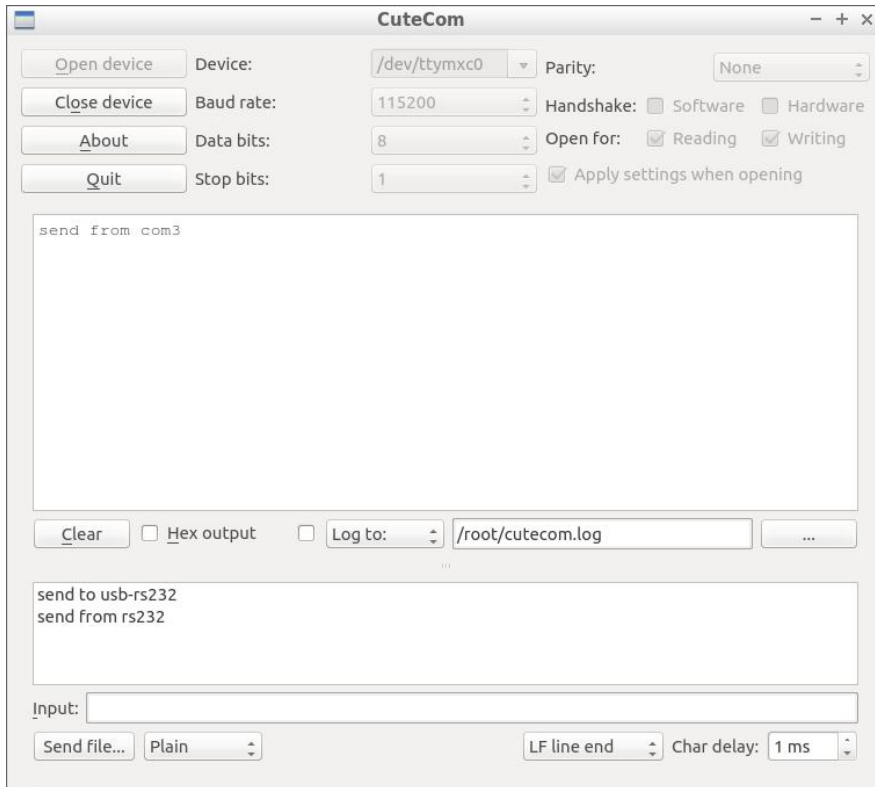 CuteCom
Open device Device: /dev/ttymxc0 Parity: None
Close device Baud rate: 115200 Handshake: Software Hardware
About Data bits: 8 Open for: Reading Writing
Quit Stop bits: 1 Apply settings when opening
send from com3
Clear Hex output Log to: /root/cutecom.log ...
send to usb-rs232
send from rs232
Input:
Send file... Plain LF line end Char delay: 1 ms